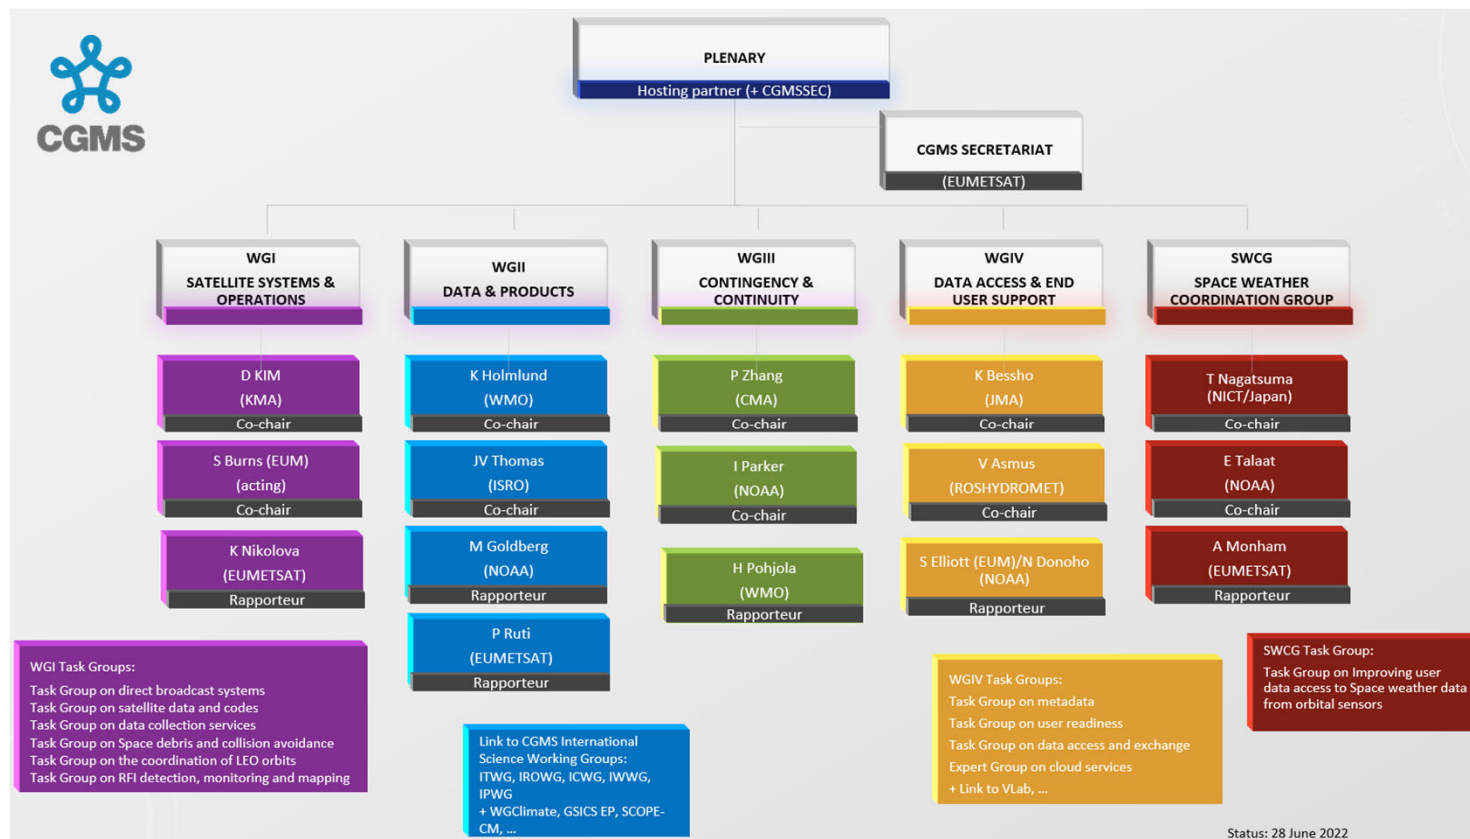 CGMS
PLENARY
Hosting partner (+ CGMSSEC)
CGMS SECRETARIAT
(EUMETSAT)
WGI
SATELLITE SYSTEMS &
OPERATIONS
D KIM
(KMA)
Co-chair
S Burns (EUM)
(acting)
Co-chair
K Nikolova
(EUMETSAT)
Rapporteur
WGI Task Groups:
Task Group on direct broadcast systems
Task Group on satellite data and codes
Task Group on data collection services
Task Group on Space debris and collision avoidance
Task Group on the coordination of LEO orbits
Task Group on RFI detection, monitoring and mapping
WGII
DATA & PRODUCTS
K Holmlund
(WMO)
Co-chair
JV Thomas
(ISRO)
Co-chair
M Goldberg
(NOAA)
Rapporteur
P Ruti
(EUMETSAT)
Rapporteur
Link to CGMS International
Science Working Groups:
ITWG, IROWG, ICWG, IWWG,
IPWG
+ WGClimate, GSICS EP, SCOPE-
CM, ...
WGIII
CONTINGENCY &
CONTINUITY
P Zhang
(CMA)
Co-chair
I Parker
(NOAA)
Co-chair
H Pohjola
(WMO)
Rapporteur
WGIV
DATA ACCESS & END
USER SUPPORT
K Bessho
(JMA)
Co-chair
V Asmus
(ROSHYDROMET)
Co-chair
S Elliott (EUM)/N Donoho
(NOAA)
Rapporteur
WGIV Task Groups:
Task Group on metadata
Task Group on user readiness
Task Group on data access and exchange
Expert Group on cloud services
+ Link to VLab, ...
SWCG
SPACE WEATHER
COORDINATION GROUP
T Nagatsuma
(NICT/Japan)
Co-chair
E Talaat
(NOAA)
Co-chair
A Monham
(EUMETSAT)
Rapporteur
SWCG Task Group:
Task Group on Improving user
data access to Space weather data
from orbital sensors
Status: 28 June 2022